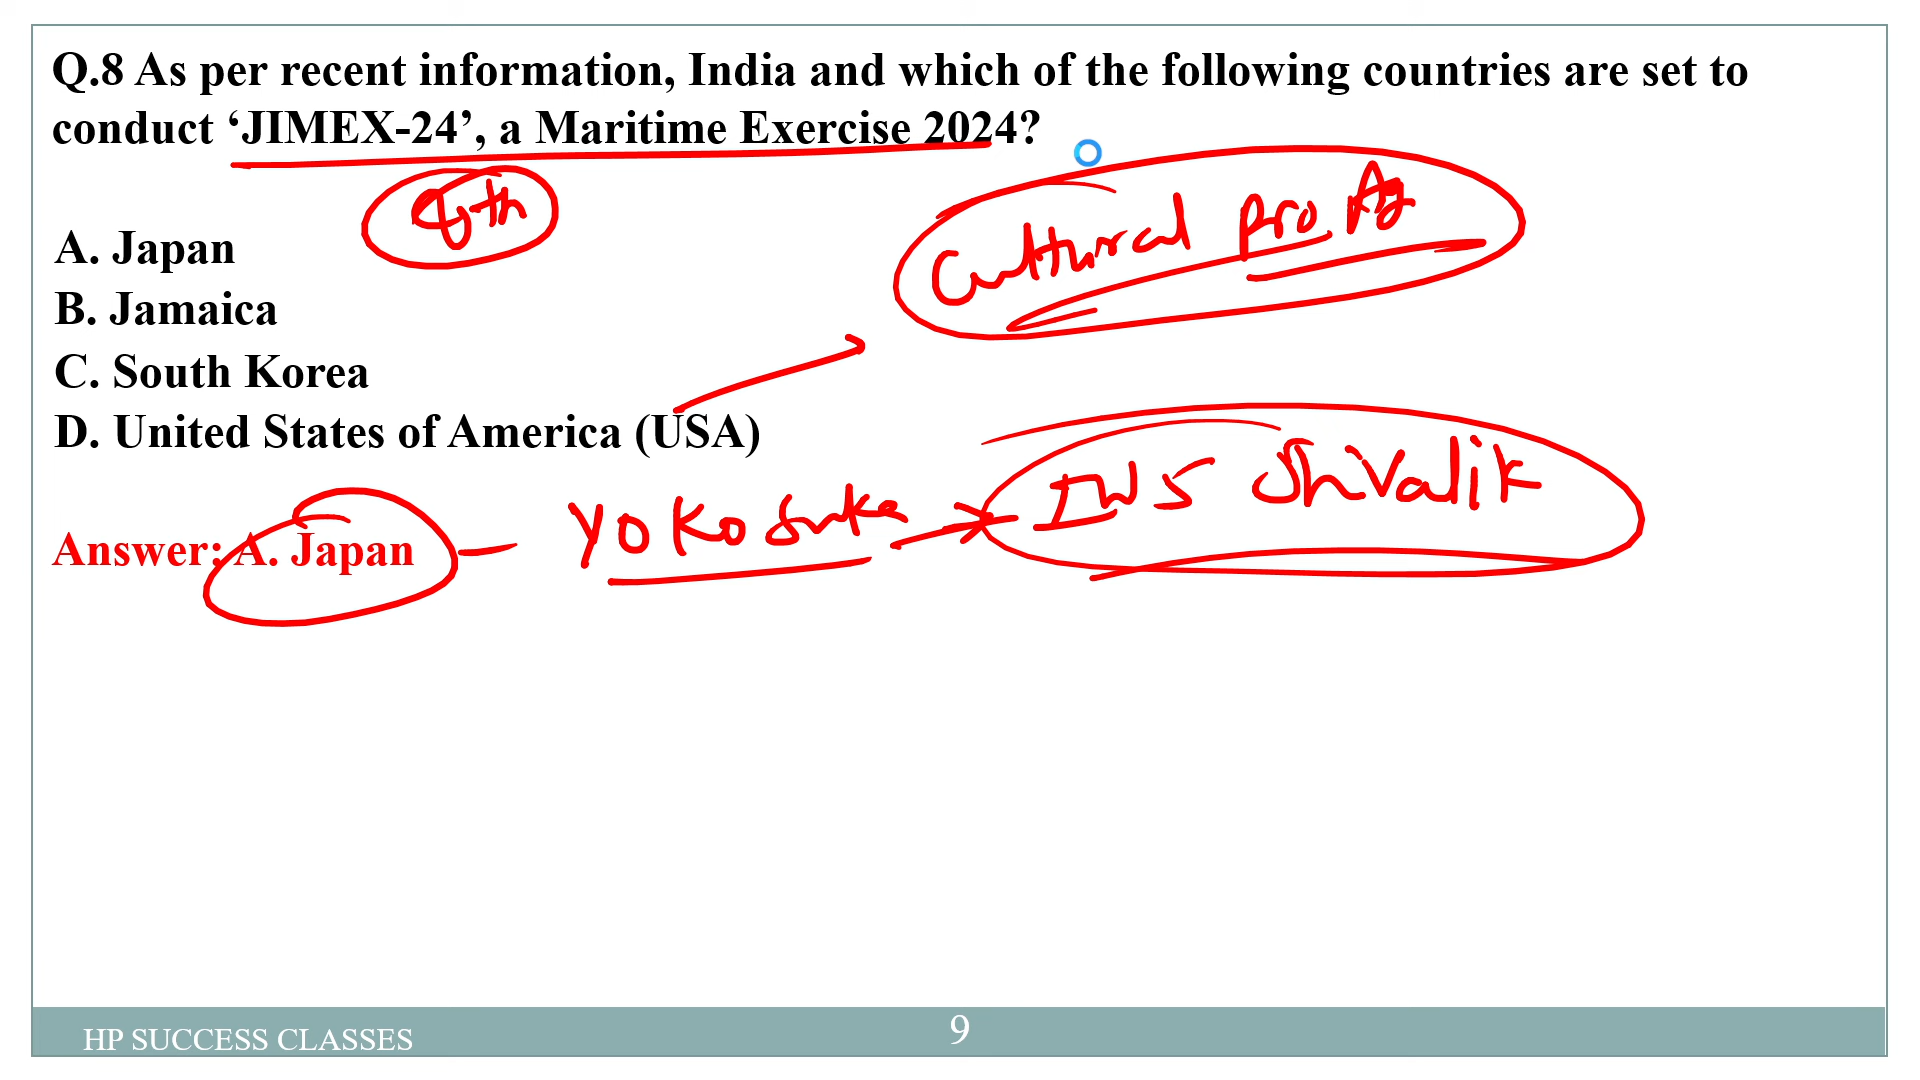 Q.8 As per recent information, India and which of the following countries are set to
conduct ‘JIMEX-24’, a Maritime Exercise 2024?
8th
Cultural Pro. Ag
A. Japan
B. Jamaica
C. South Korea
D. United States of America (USA)
Answer: A. Japan – Yokosuka → INS Shivalik
HP SUCCESS CLASSES
9